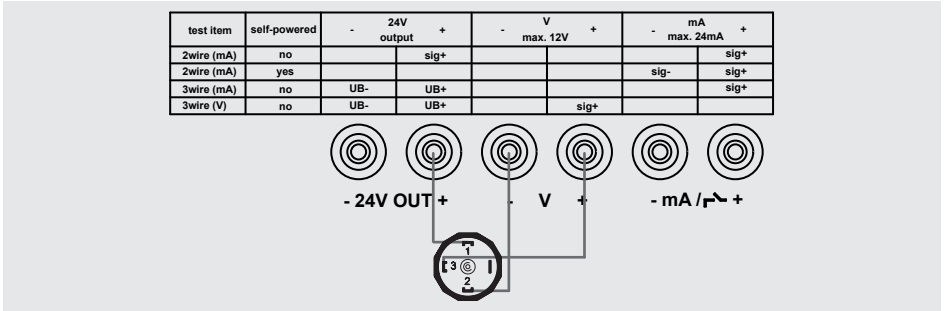 test item self-powered - 24V output + - V max. 12V + - mA max. 24mA +
2wire (mA) no sig+ sig+
2wire (mA) yes sig- sig+
3wire (mA) no UB- UB+ sig+
3wire (V) no UB- UB+ sig+
- 24V OUT + - V + - mA / +
1
3
2